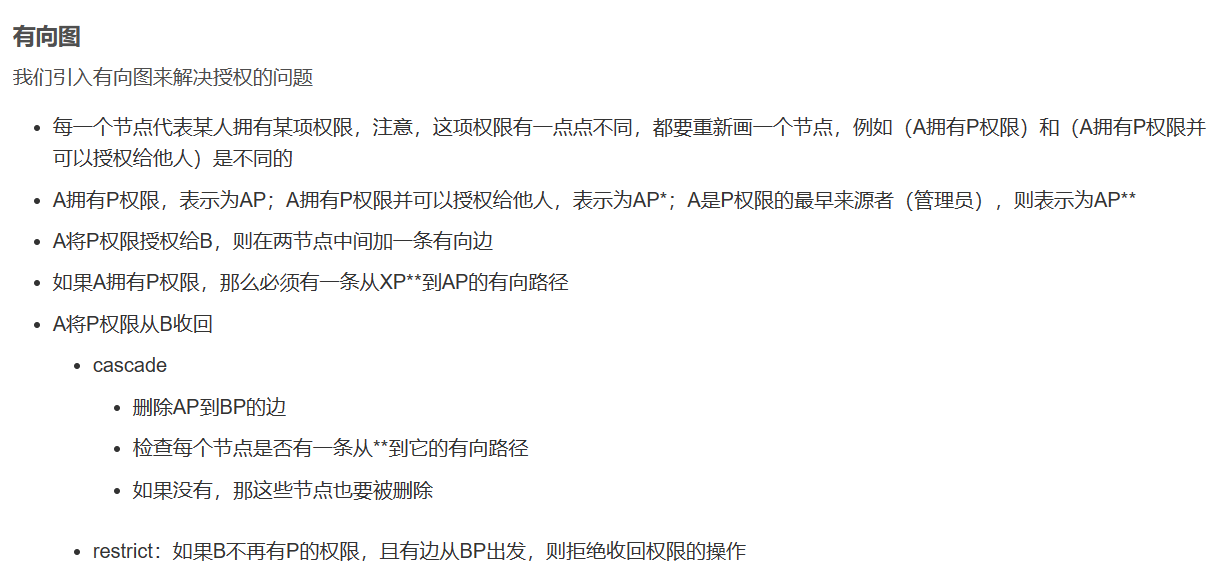 有向图
我们引入有向图来解决授权的问题
每一个节点代表某人拥有某项权限，注意，这项权限有一点点不同，都要重新画一个节点，例如（A拥有P权限）和（A拥有P权限并
可以授权给他人）是不同的
A拥有P权限，表示为AP；A拥有P权限并可以授权给他人，表示为AP*；A是P权限的最早来源者（管理员），则表示为AP**
A将P权限授权给B，则在两节点中间加一条有向边
如果A拥有P权限，那么必须有一条从XP**到AP的有向路径
A将P权限从B收回
cascade
删除AP到BP的边
检查每个节点是否有一条从**到它的有向路径
如果没有，那这些节点也要被删除
restrict：如果B不再有P的权限，且有边从BP出发，则拒绝收回权限的操作